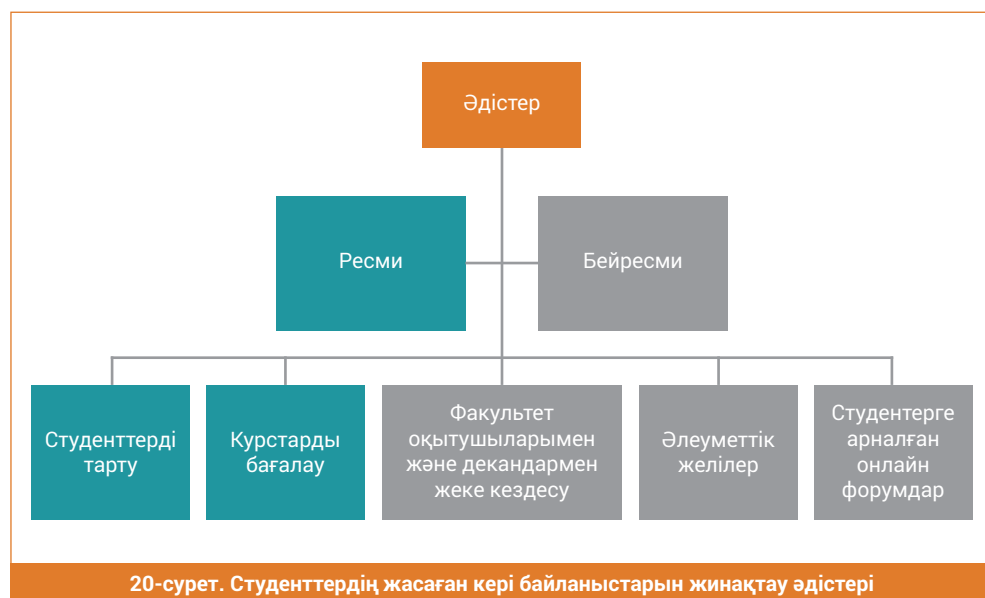 Әдістер
Ресми
Бейресми
Студенттерді
тарту
Курстарды
бағалау
Факультет
оқытушыларымен
және декандармен
жеке кездесу
Әлеуметтік
желілер
Студентерге
арналған
онлайн
форумдар
20-сурет. Студенттердің жасаған кері байланыстарын жинақтау әдістері